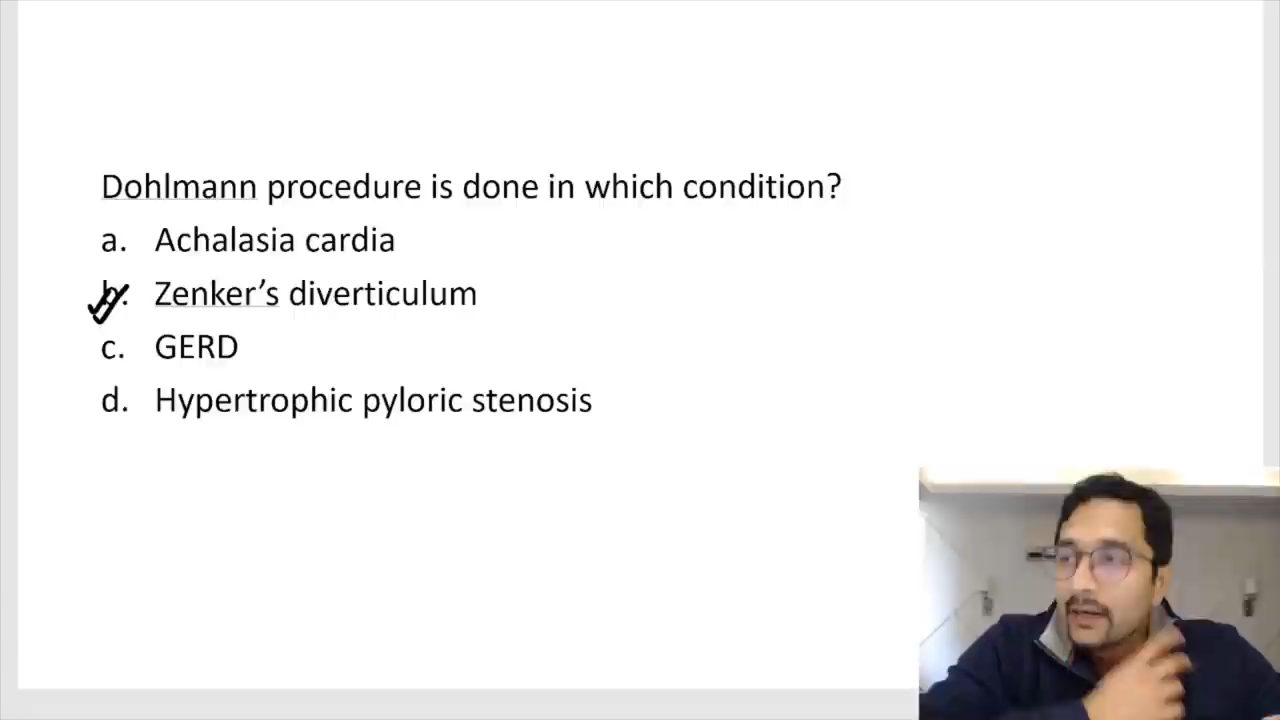 Dohlmann procedure is done in which condition?
a. Achalasia cardia
b. Zenker's diverticulum
c. GERD
d. Hypertrophic pyloric stenosis